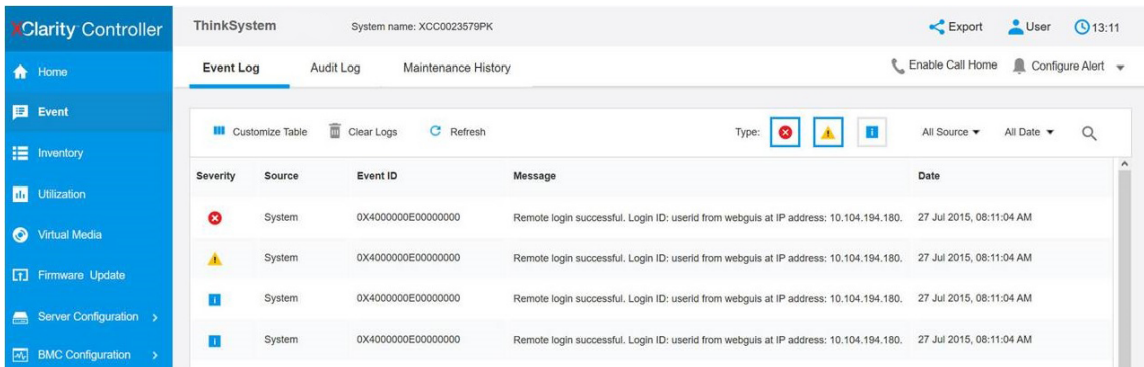 XClarity Controller
ThinkSystem System name: XCC0023579PK Export User 13:11
Home
Event Log Audit Log Maintenance History Enable Call Home Configure Alert
Event
Customize Table Clear Logs Refresh Type: All Source All Date
Inventory
Severity Source Event ID Message Date
Utilization
System 0X4000000E00000000 Remote login successful. Login ID: userid from webguis at IP address: 10.104.194.180. 27 Jul 2015, 08:11:04 AM
Virtual Media
System 0X4000000E00000000 Remote login successful. Login ID: userid from webguis at IP address: 10.104.194.180. 27 Jul 2015, 08:11:04 AM
Firmware Update
System 0X4000000E00000000 Remote login successful. Login ID: userid from webguis at IP address: 10.104.194.180. 27 Jul 2015, 08:11:04 AM
Server Configuration >
System 0X4000000E00000000 Remote login successful. Login ID: userid from webguis at IP address: 10.104.194.180. 27 Jul 2015, 08:11:04 AM
BMC Configuration >